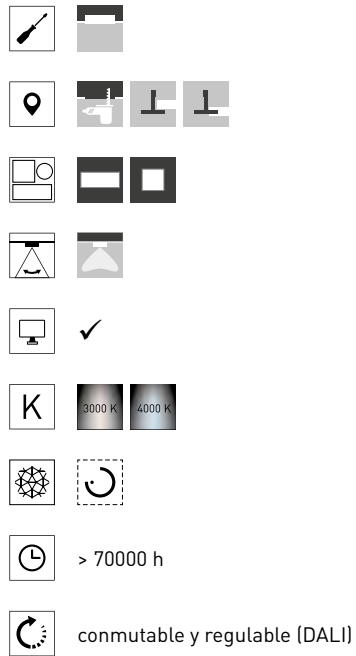 K
3000 K 4000 K
> 70000 h
conmutable y regulable (DALI)